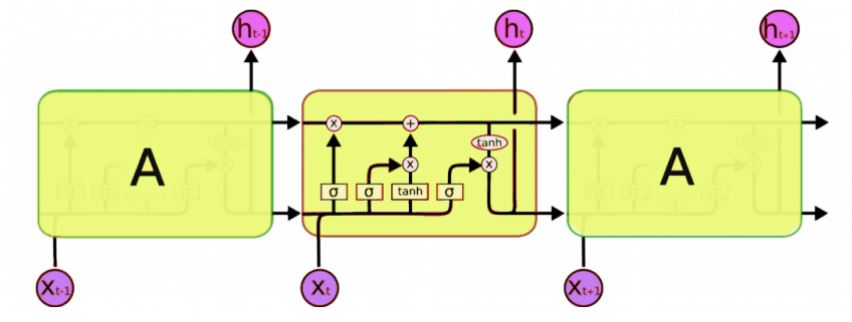 ht-1 ht ht+1
x +
tanh
A x x A
σ σ tanh σ
Xt-1 Xt Xt+1